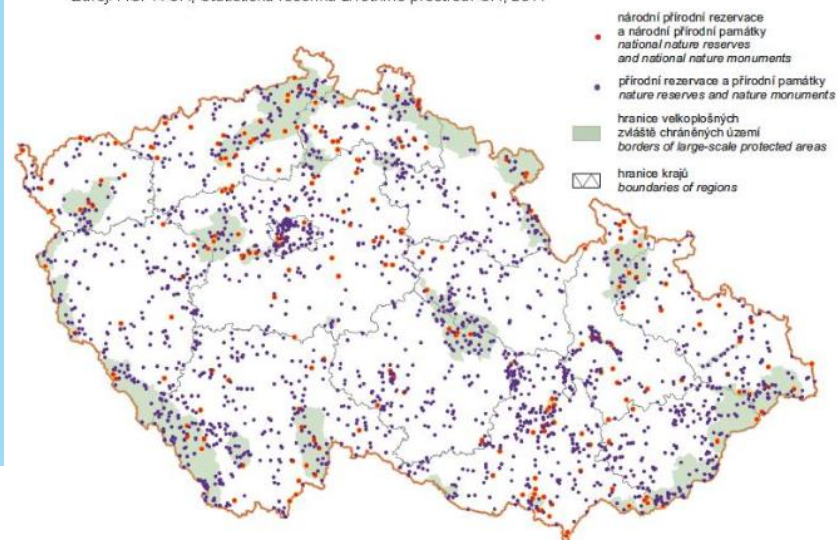 národní přírodní rezervace
a národní přírodní památky
national nature reserves
and national nature monuments
přírodní rezervace a přírodní památky
nature reserves and nature monuments
hranice velkoplošných
zvláště chráněných území
borders of large-scale protected areas
hranice krajů
boundaries of regions